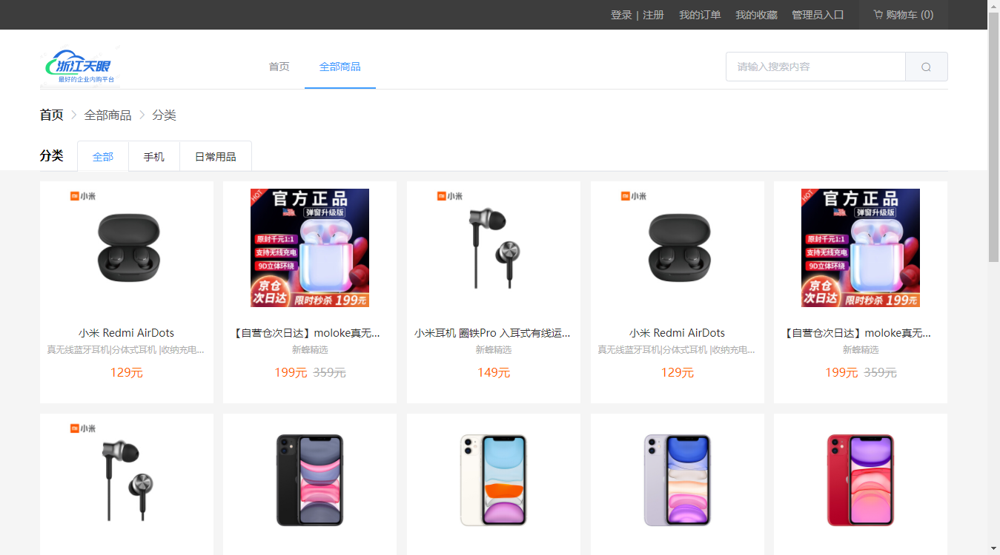 登录 | 注册 我的订单 我的收藏 管理员入口 购物车 (0)
浙江天眼
最好的企业内购平台
首页 全部商品
请输入搜索内容
首页 全部商品 分类
分类 全部 手机 日常用品
小米
HOT
官方正品
弹窗升级版
原封千元1:1
支持无线充电
9D立体环绕
京仓
次日达
限时秒杀 199元
小米
小米
HOT
官方正品
弹窗升级版
原封千元1:1
支持无线充电
9D立体环绕
京仓
次日达
限时秒杀 199元
小米 Redmi AirDots
真无线蓝牙耳机|分体式耳机 |收纳充电...
129元
【自营仓次日达】moloke真无...
新蜂精选
199元 359元
小米耳机 圈铁Pro 入耳式有线运...
新蜂精选
149元
小米 Redmi AirDots
真无线蓝牙耳机|分体式耳机 |收纳充电...
129元
【自营仓次日达】moloke真无...
新蜂精选
199元 359元
小米